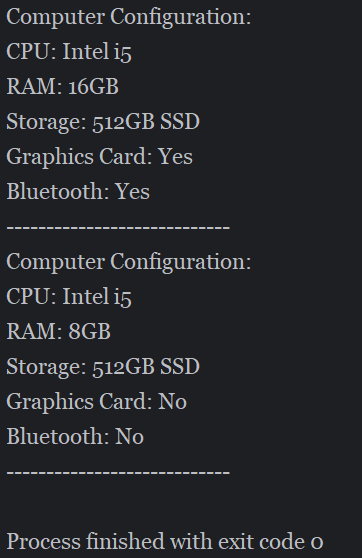 Computer Configuration:
CPU: Intel i5
RAM: 16GB
Storage: 512GB SSD
Graphics Card: Yes
Bluetooth: Yes
----------------------------
Computer Configuration:
CPU: Intel i5
RAM: 8GB
Storage: 512GB SSD
Graphics Card: No
Bluetooth: No
----------------------------
Process finished with exit code 0